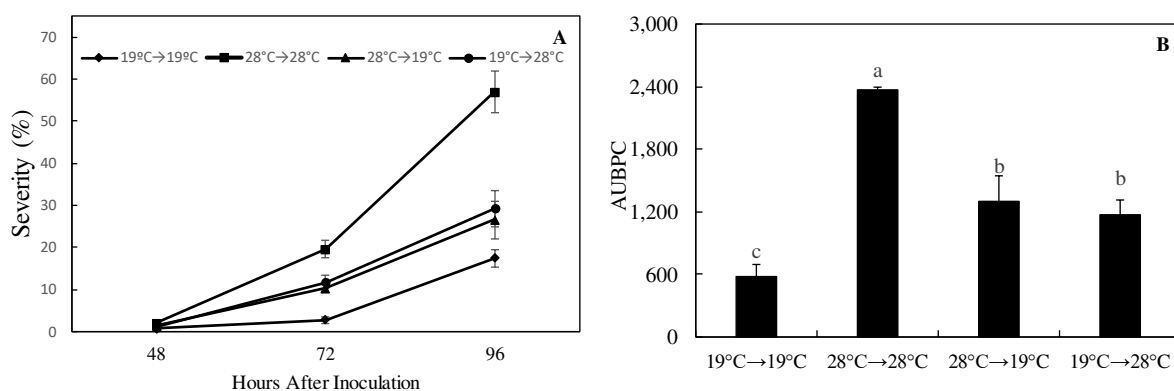 A
70
60
50
40
30
20
10
0
Severity (%)
19ºC→19ºC 28°C→28°C 28°C→19°C 19°C→28°C
48 72 96
Hours After Inoculation
B
3,000
2,400
1,800
1,200
600
0
AUBPC
c a b b
19°C→19°C 28°C→28°C 28°C→19°C 19°C→28°C